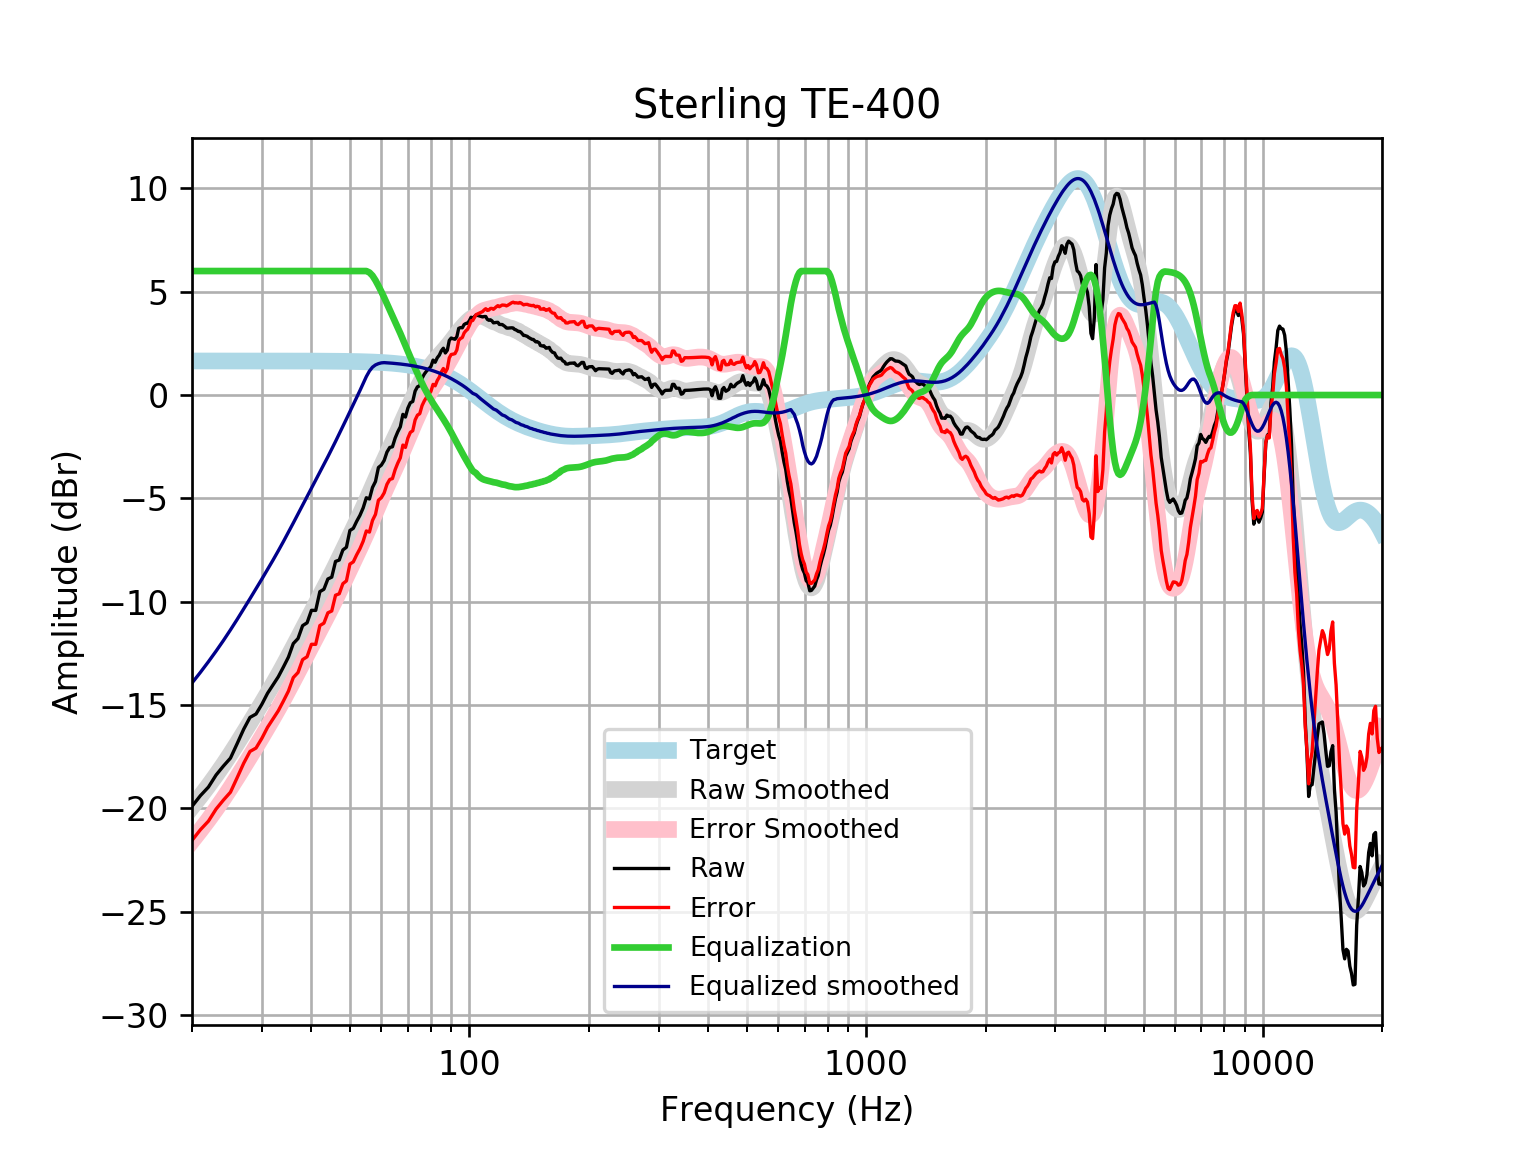 Sterling TE-400
10
5
0
−5
−10
−15
−20
−25
−30
Amplitude (dBr)
Target
Raw Smoothed
Error Smoothed
Raw
Error
Equalization
Equalized smoothed
100 1000 10000
Frequency (Hz)